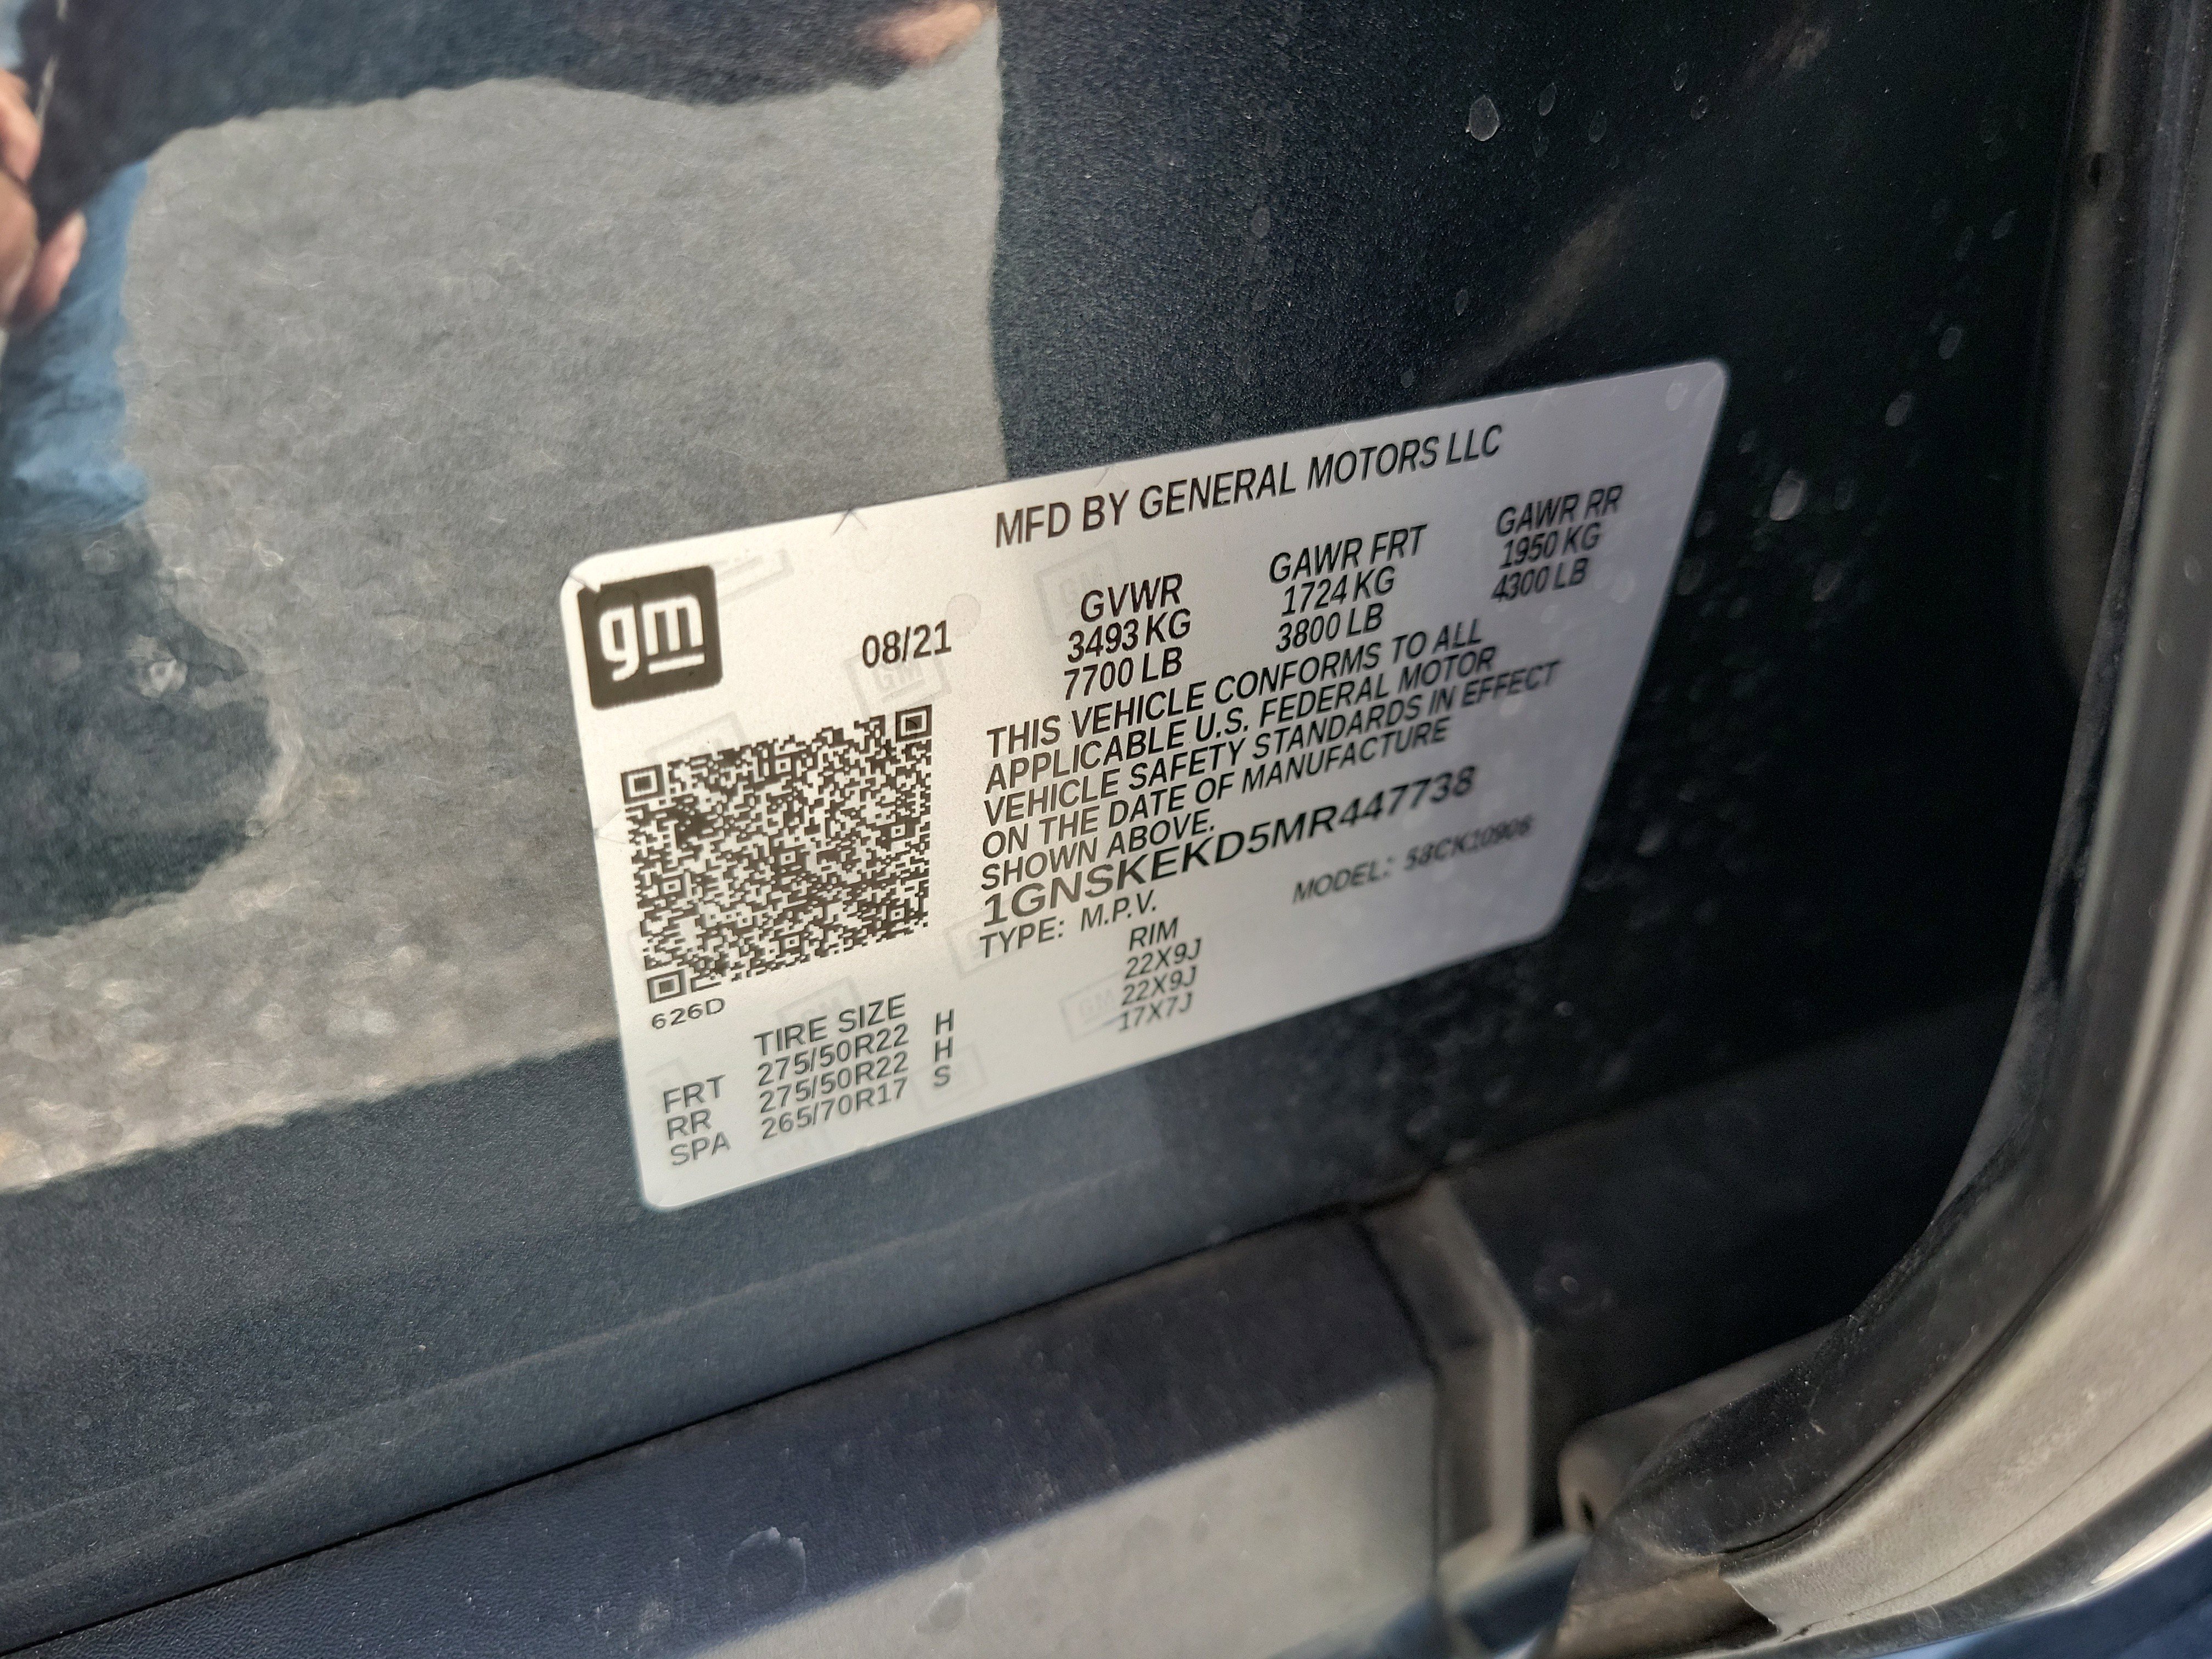 MFD BY GENERAL MOTORS LLC
gm
08/21
GVWR GAWR FRT GAWR RR
3493 KG 1724 KG 1950 KG
7700 LB 3800 LB 4300 LB
THIS VEHICLE CONFORMS TO ALL
APPLICABLE U.S. FEDERAL MOTOR
VEHICLE SAFETY STANDARDS IN EFFECT
ON THE DATE OF MANUFACTURE
SHOWN ABOVE.
1GNSKEKD5MR447738
TYPE: M.P.V. MODEL:
626D
TIRE SIZE RIM
FRT 275/50R22 H 22X9J
RR 275/50R22 H 22X9J
SPA 265/70R17 S 17X7J